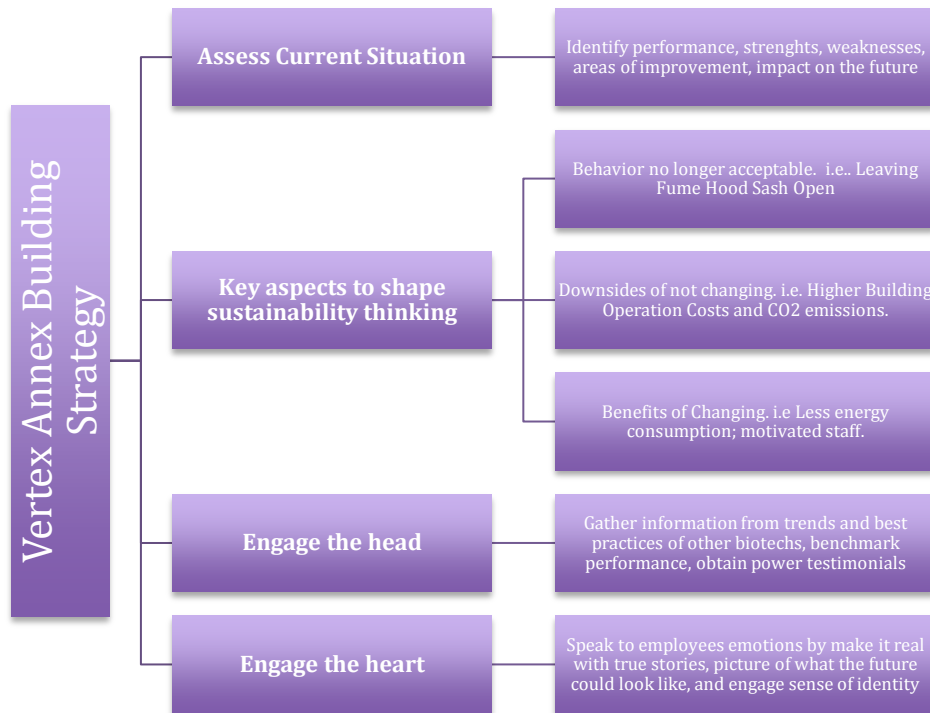 Vertex Annex Building
Strategy
Assess Current Situation
Identify performance, strenghts, weaknesses,
areas of improvement, impact on the future
Key aspects to shape
sustainability thinking
Behavior no longer acceptable.  i.e.. Leaving
Fume Hood Sash Open
Downsides of not changing. i.e. Higher Building
Operation Costs and CO2 emissions.
Benefits of Changing. i.e Less energy
consumption; motivated staff.
Engage the head
Gather information from trends and best
practices of other biotechs, benchmark
performance, obtain power testimonials
Engage the heart
Speak to employees emotions by make it real
with true stories, picture of what the future
could look like, and engage sense of identity